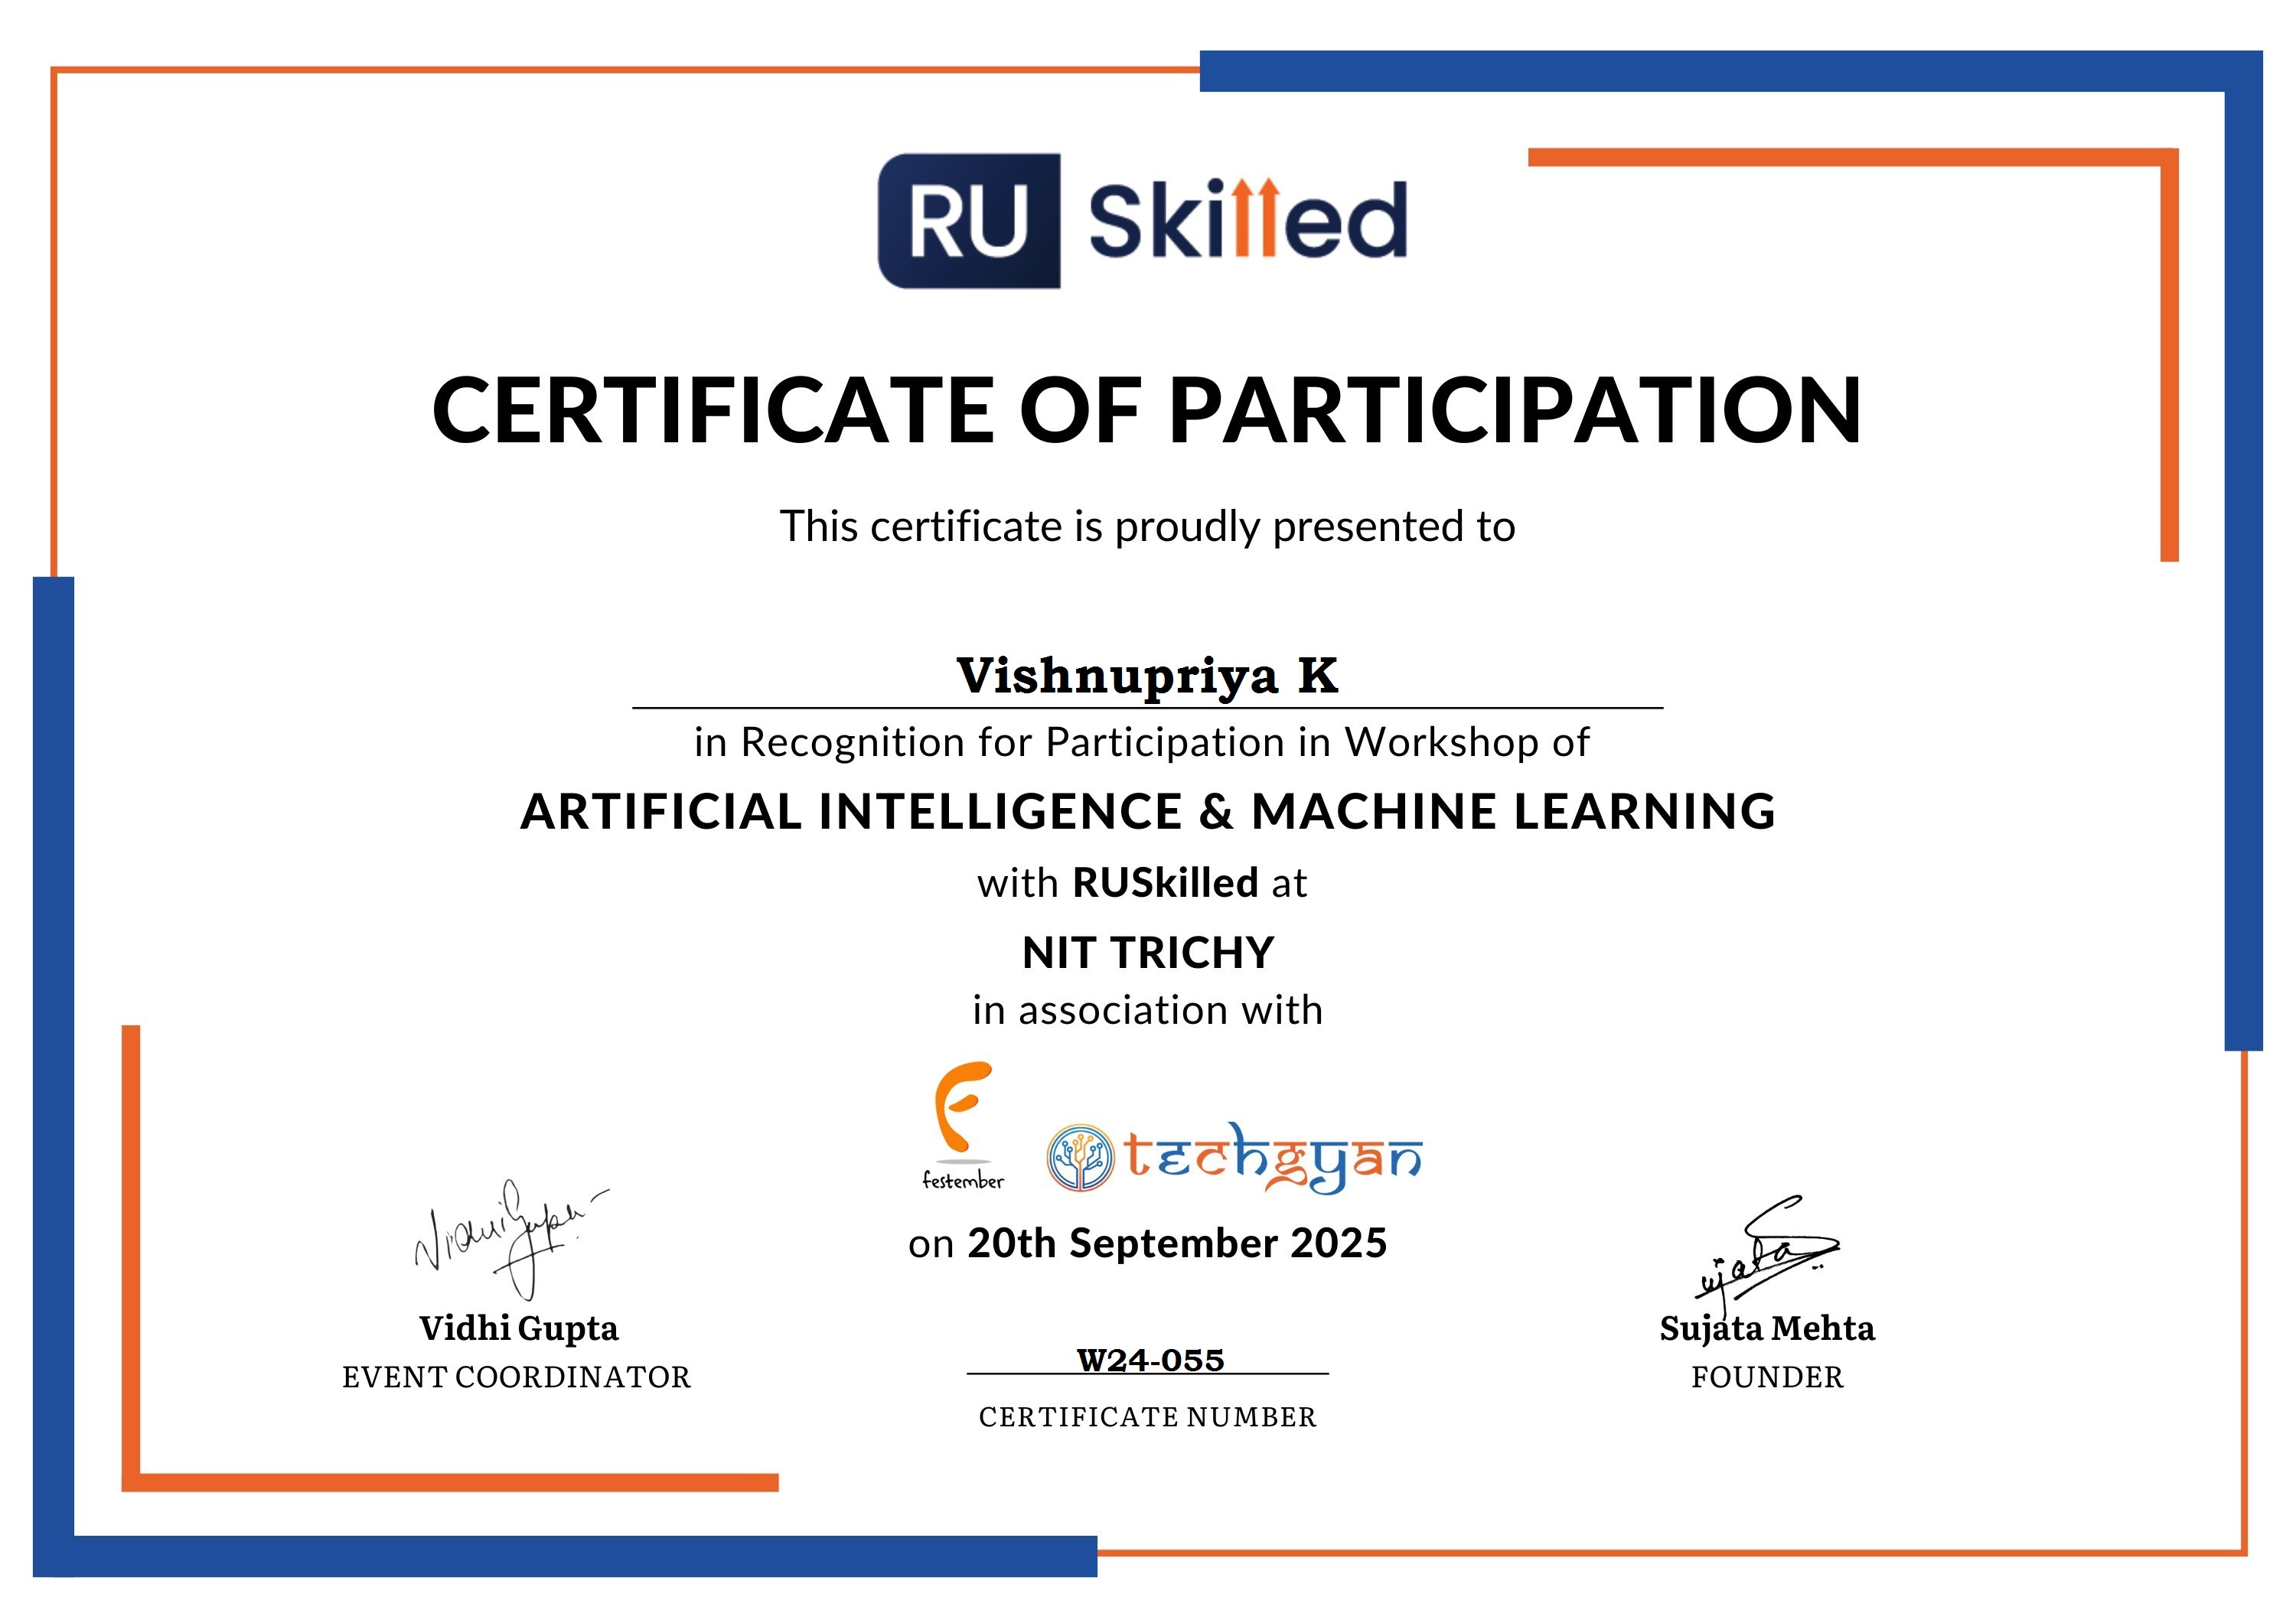 RU Skilled
CERTIFICATE OF PARTICIPATION
This certificate is proudly presented to
Vishnupriya K
in Recognition for Participation in Workshop of
ARTIFICIAL INTELLIGENCE & MACHINE LEARNING
with RUSkilled at
NIT TRICHY
in association with
festember
techgyan
on 20th September 2025
Vidhi Gupta
Vidhi Gupta
EVENT COORDINATOR
W24-055
CERTIFICATE NUMBER
Sujata
Sujata Mehta
FOUNDER